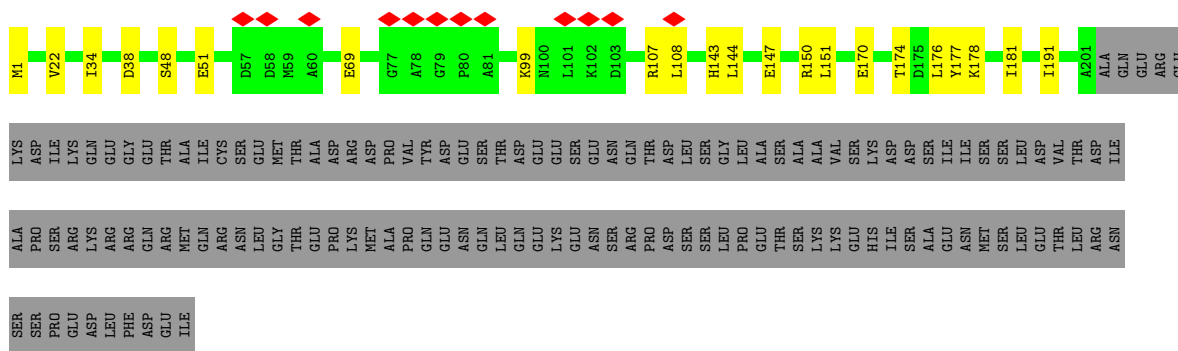 M1 V22 I34 D38 S48 E51 D57 D58 M59 A60 E69 G77 A78 G79 P80 A81 K99 N100 L101 K102 D103 R107 L108 H143 L144 E147 R150 L151 E170 T174 D175 L176 Y177 K178 I181 I191 A201 ALA GLN GLU ARG GLU
LYS ASP ILE LYS GLN GLU GLY GLU THR ALA ILE CYS SER GLU MET THR ALA ASP ARG ASP PRO VAL TYR ASP GLU SER THR ASP GLU GLU SER GLU ASN GLN THR ASP LEU SER GLY LEU ALA SER ALA ALA VAL SER LYS ASP ASP SER ILE ILE SER SER LEU ASP VAL THR ASP ILE
ALA PRO SER ARG LYS ARG ARG GLN ARG MET GLN ARG ASN LEU GLY THR GLU PRO LYS MET ALA PRO GLN GLU ASN GLN LEU GLN GLU LYS GLU ASN SER ARG PRO ASP SER SER LEU PRO GLU THR SER LYS LYS GLU HIS ILE SER ALA GLU ASN MET SER LEU GLU THR LEU ARG ASN
SER SER PRO GLU ASP LEU PHE ASP GLU ILE